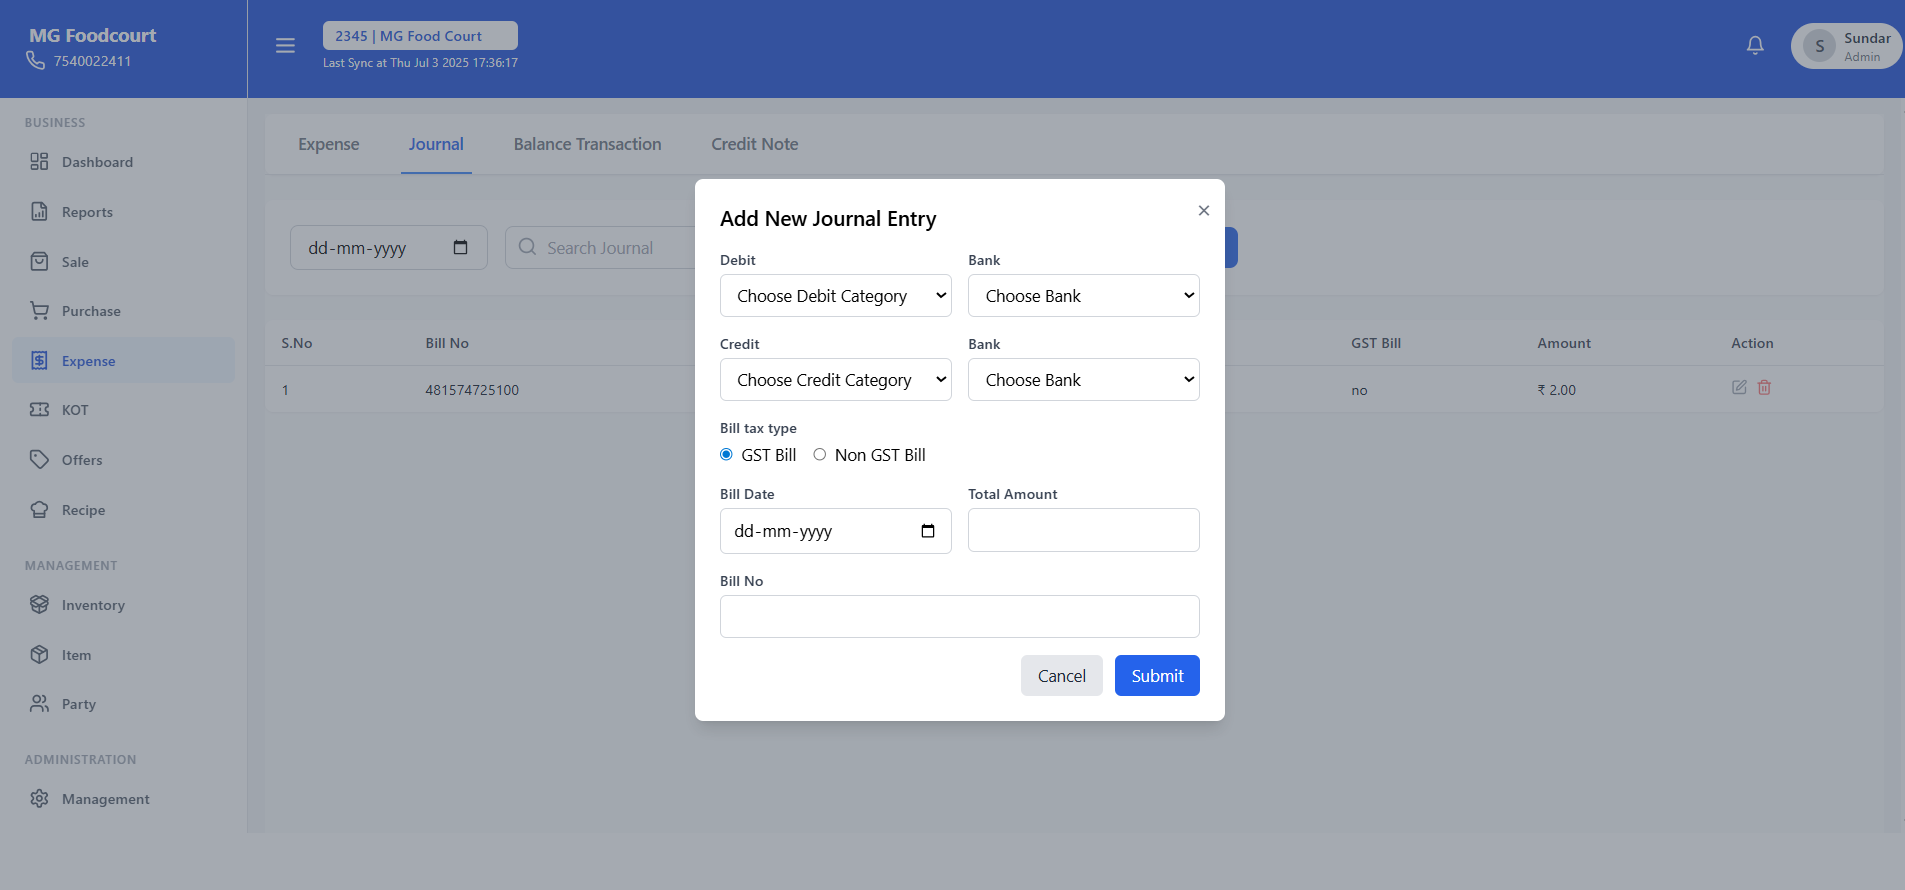 MG Foodcourt
7540022411
2345 | MG Food Court
Last Sync at Thu Jul 3 2025 17:36:17
S
Sundar
Admin
BUSINESS
Dashboard
Reports
Sale
Purchase
Expense
KOT
Offers
Recipe
MANAGEMENT
Inventory
Item
Party
ADMINISTRATION
Management
Expense
Journal
Balance Transaction
Credit Note
dd-mm-yyyy
Search Journal
S.No
Bill No
GST Bill
Amount
Action
1
481574725100
no
₹ 2.00
Add New Journal Entry
Debit
Bank
Choose Debit Category
Choose Bank
Credit
Bank
Choose Credit Category
Choose Bank
Bill tax type
GST Bill
Non GST Bill
Bill Date
Total Amount
dd-mm-yyyy
Bill No
Cancel
Submit